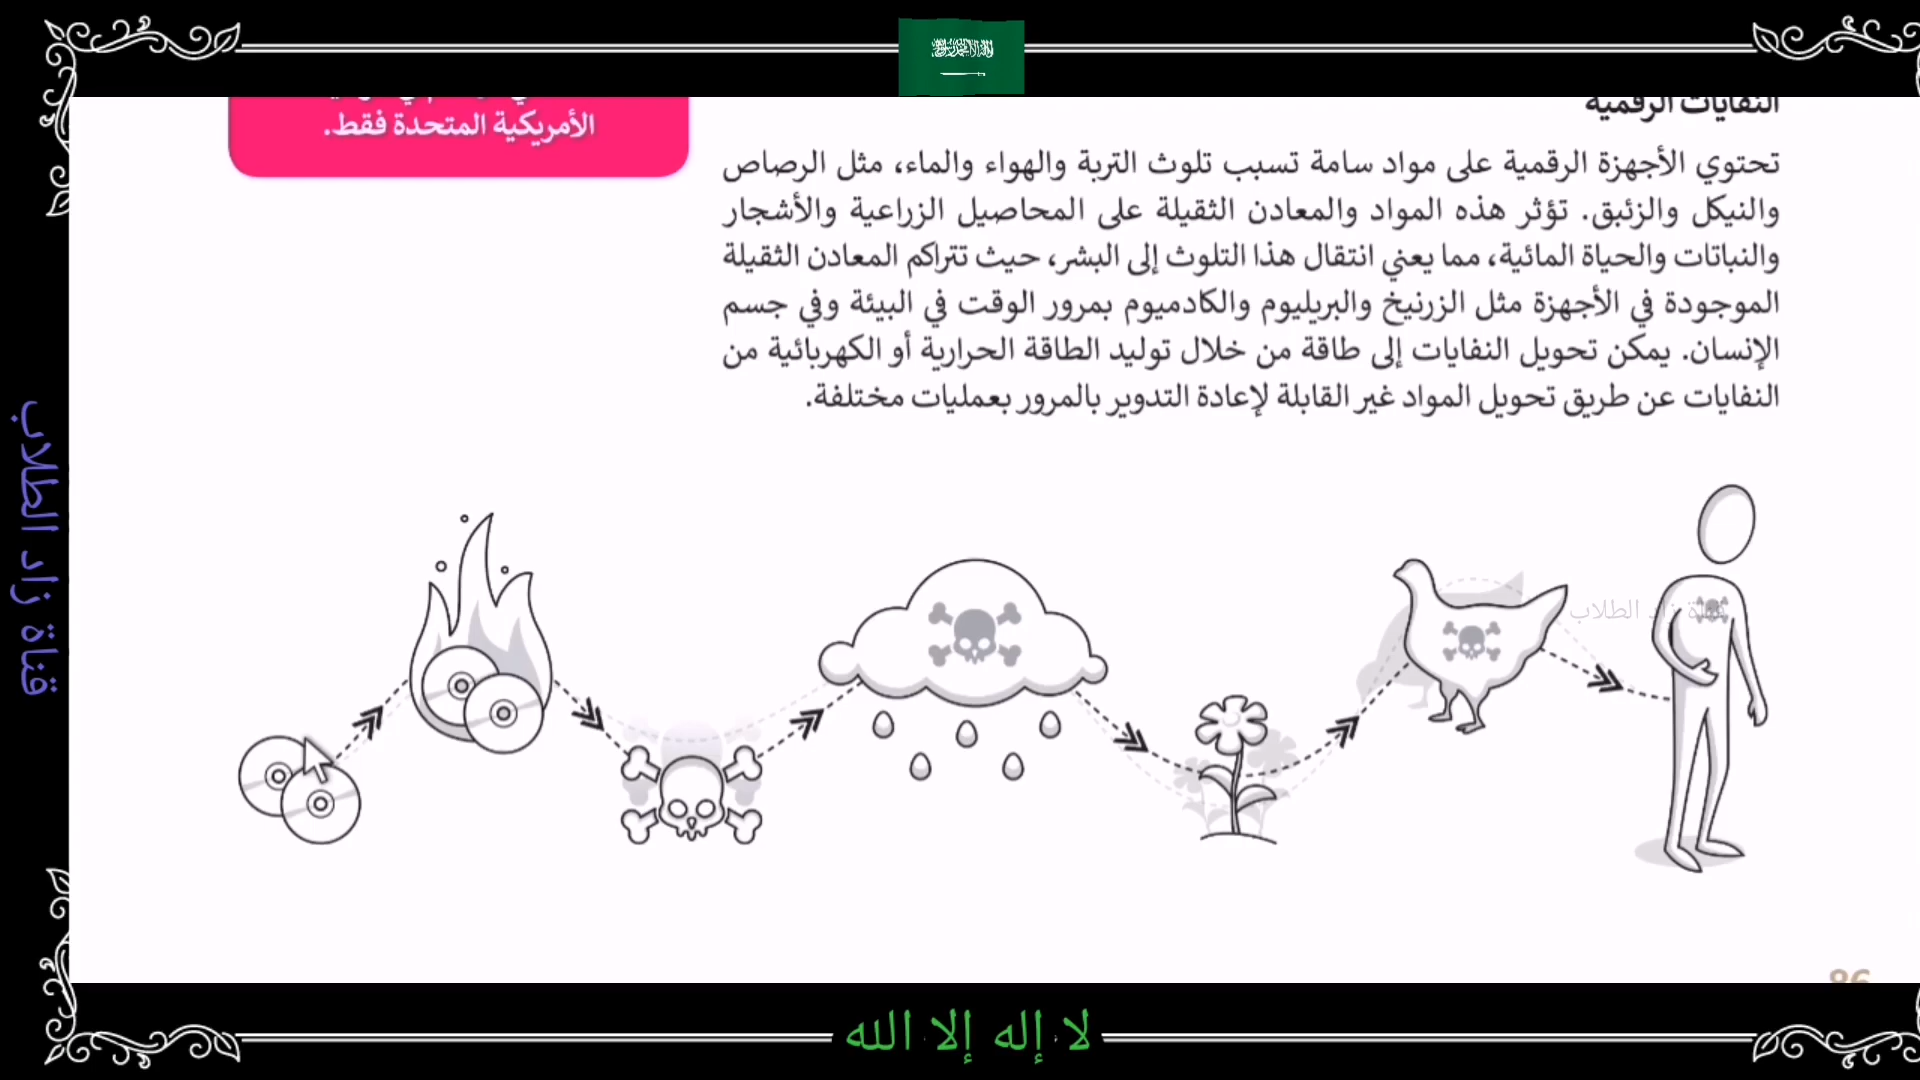 النفايات الرقمية
الأمريكية المتحدة فقط.
تحتوي الأجهزة الرقمية على مواد سامة تسبب تلوث التربة والهواء والماء، مثل الرصاص
والنيكل والزئبق. تؤثر هذه المواد والمعادن الثقيلة على المحاصيل الزراعية والأشجار
والنباتات والحياة المائية، مما يعني انتقال هذا التلوث إلى البشر، حيث تتراكم المعادن الثقيلة
الموجودة في الأجهزة مثل الزرنيخ والبريليوم والكادميوم بمرور الوقت في البيئة وفي جسم
الإنسان. يمكن تحويل النفايات إلى طاقة من خلال توليد الطاقة الحرارية أو الكهربائية من
النفايات عن طريق تحويل المواد غير القابلة لإعادة التدوير بالمرور بعمليات مختلفة.
قناة زاد الطلاب
قناة زاد الطلاب
86
لا إله إلا الله